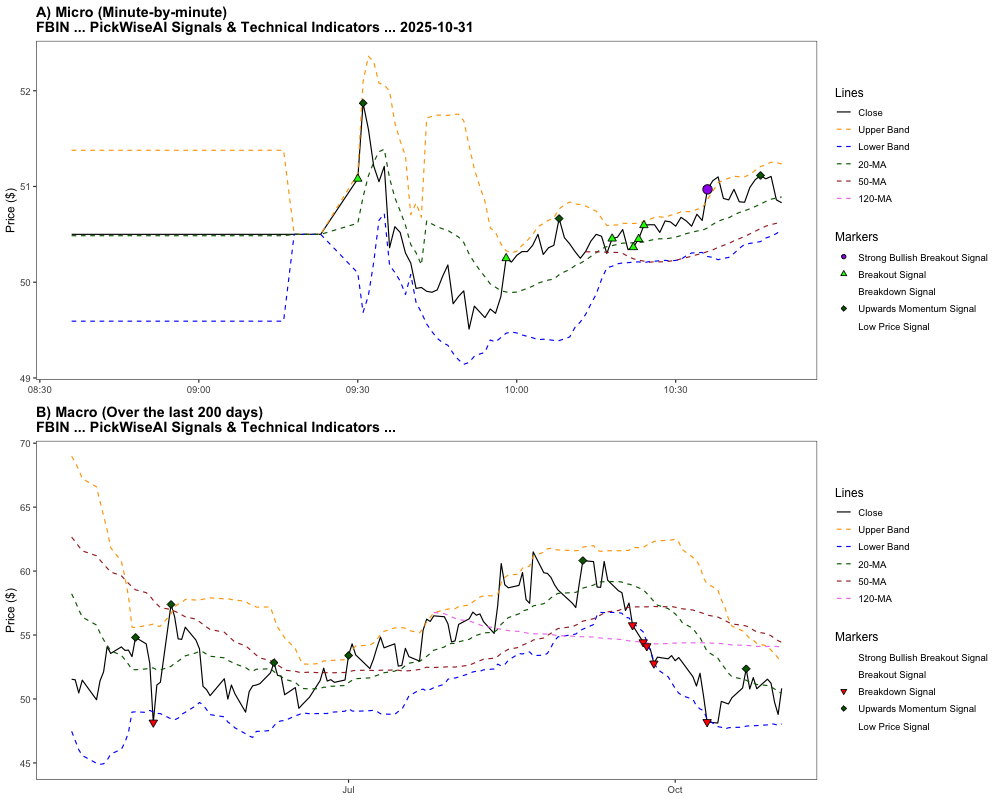 A) Micro (Minute-by-minute)
FBIN ... PickWiseAI Signals & Technical Indicators ... 2025-10-31
52
51
50
49
Price ($)
08:30
09:00
09:30
10:00
10:30
Lines
Close
Upper Band
Lower Band
20-MA
50-MA
120-MA
Markers
Strong Bullish Breakout Signal
Breakout Signal
Breakdown Signal
Upwards Momentum Signal
Low Price Signal
B) Macro (Over the last 200 days)
FBIN ... PickWiseAI Signals & Technical Indicators ...
70
65
60
55
50
45
Price ($)
Jul
Oct
Lines
Close
Upper Band
Lower Band
20-MA
50-MA
120-MA
Markers
Strong Bullish Breakout Signal
Breakout Signal
Breakdown Signal
Upwards Momentum Signal
Low Price Signal